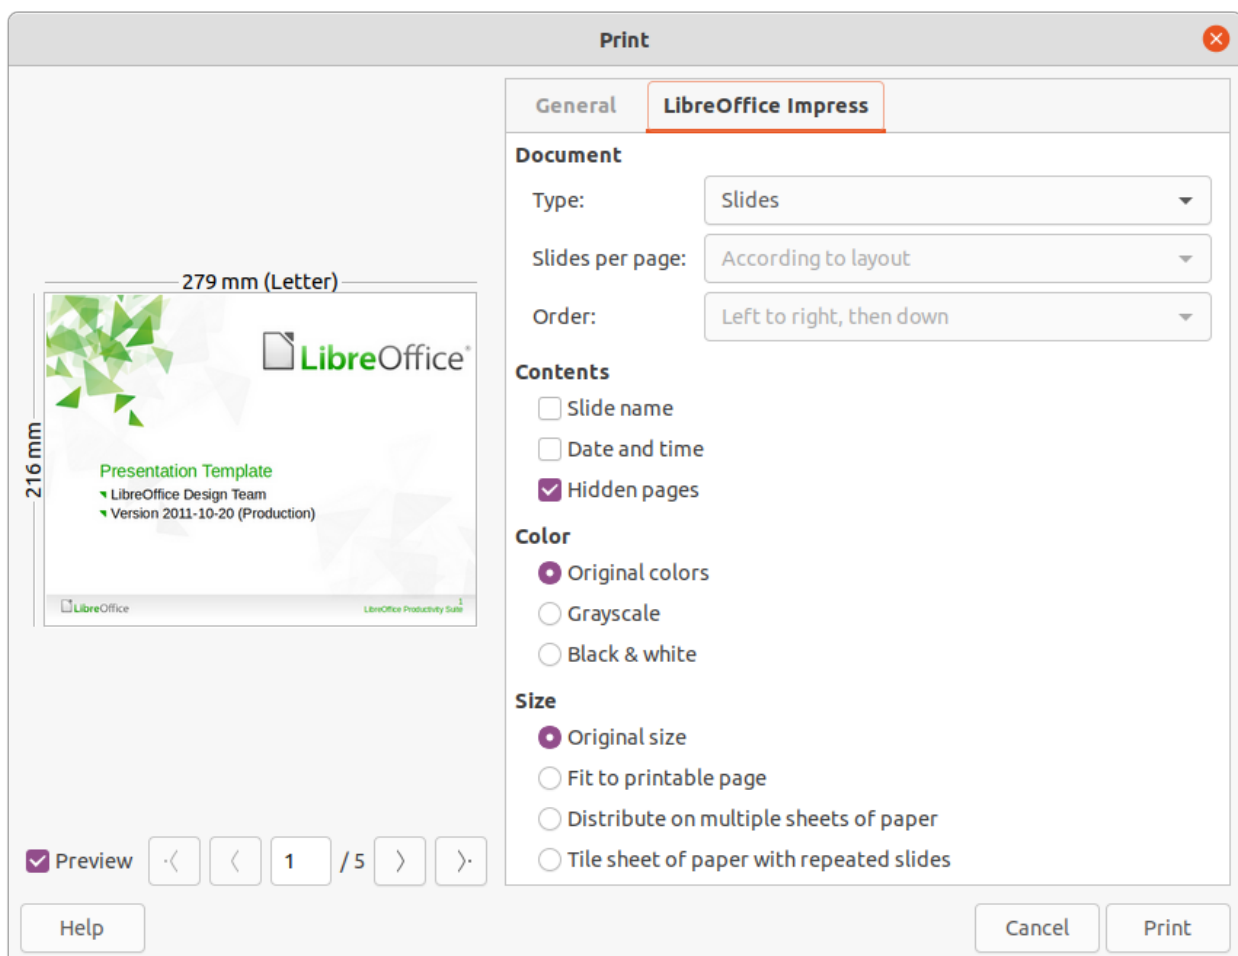 Print
General
LibreOffice Impress
Document
Type:
Slides
Slides per page:
According to layout
Order:
Left to right, then down
Contents
Slide name
Date and time
Hidden pages
Color
Original colors
Grayscale
Black & white
Size
Original size
Fit to printable page
Distribute on multiple sheets of paper
Tile sheet of paper with repeated slides
279 mm (Letter)
216 mm
LibreOffice®
Presentation Template
LibreOffice Design Team
Version 2011-10-20 (Production)
LibreOffice
1
LibreOffice Productivity Suite
Preview
1
/ 5
Help
Cancel
Print